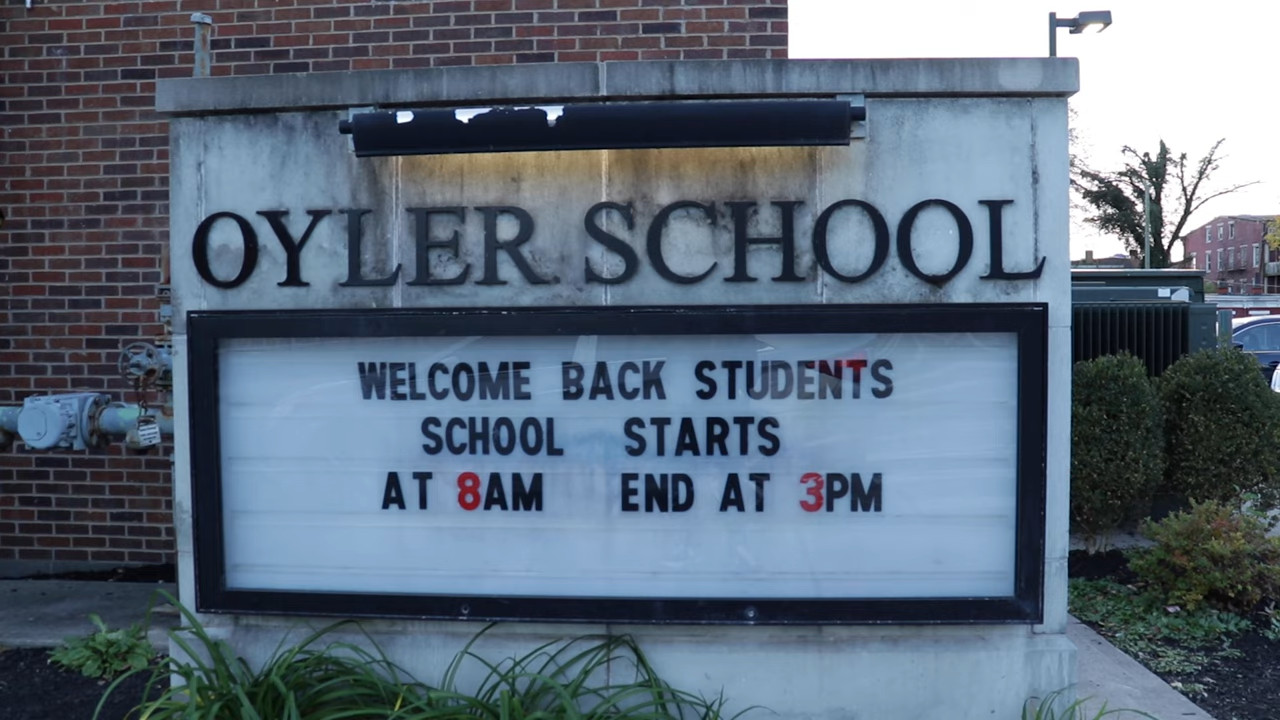 OYLER SCHOOL
WELCOME BACK STUDENTS
SCHOOL STARTS
AT 8AM END AT 3PM